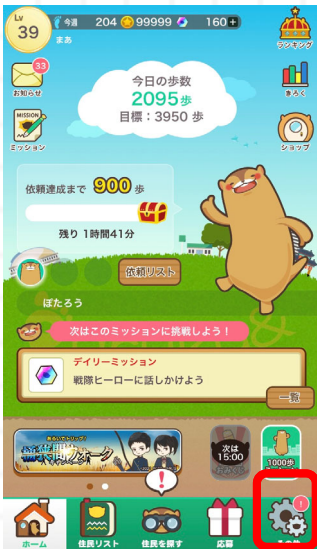 Lv
39
今週 204
99999
160
まあ
ランキング
33
お知らせ
きろく
MISSION
ミッション
ショップ
今日の歩数
2095歩
目標：3950 歩
依頼達成まで 900 歩
残り 1時間41分
依頼リスト
ぽたろう
次はこのミッションに挑戦しよう！
デイリーミッション
戦隊ヒーローに話しかけよう
一覧
次は
15:00
1000歩
!
!
ホーム
住民リスト
住民を探す
応募